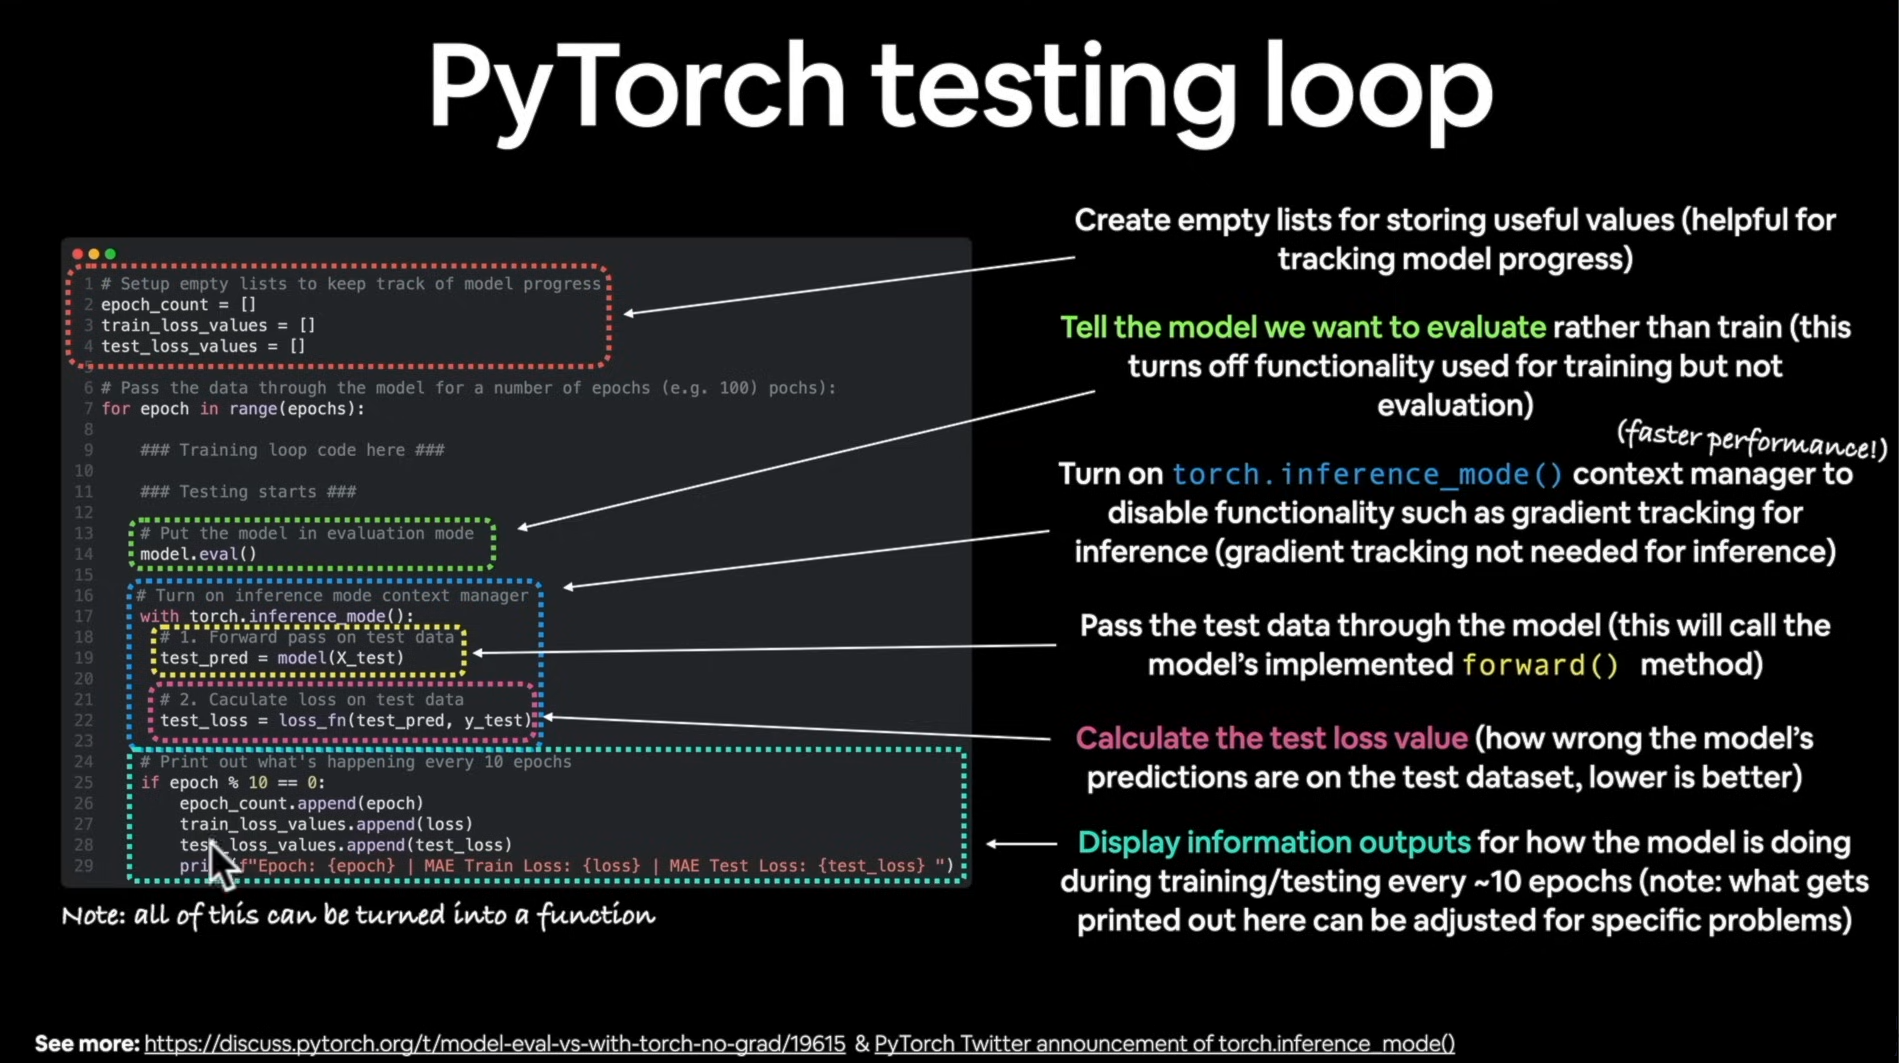 PyTorch testing loop
1 # Setup empty lists to keep track of model progress
2 epoch_count = []
3 train_loss_values = []
4 test_loss_values = []
5
6 # Pass the data through the model for a number of epochs (e.g. 100) pochs):
7 for epoch in range(epochs):
8
9 ### Training loop code here ###
10
11 ### Testing starts ###
12
13 # Put the model in evaluation mode
14 model.eval()
15
16 # Turn on inference mode context manager
17 with torch.inference_mode():
18 # 1. Forward pass on test data
19 test_pred = model(X_test)
20
21 # 2. Caculate loss on test data
22 test_loss = loss_fn(test_pred, y_test)
23
24 # Print out what's happening every 10 epochs
25 if epoch % 10 == 0:
26 epoch_count.append(epoch)
27 train_loss_values.append(loss)
28 test_loss_values.append(test_loss)
29 pri f"Epoch: {epoch} | MAE Train Loss: {loss} | MAE Test Loss: {test_loss} ")
Note: all of this can be turned into a function
Create empty lists for storing useful values (helpful for
tracking model progress)
Tell the model we want to evaluate rather than train (this
turns off functionality used for training but not
evaluation)
(faster performance!)
Turn on torch.inference_mode() context manager to
disable functionality such as gradient tracking for
inference (gradient tracking not needed for inference)
Pass the test data through the model (this will call the
model's implemented forward() method)
Calculate the test loss value (how wrong the model's
predictions are on the test dataset, lower is better)
Display information outputs for how the model is doing
during training/testing every ~10 epochs (note: what gets
printed out here can be adjusted for specific problems)
See more: https://discuss.pytorch.org/t/model-eval-vs-with-torch-no-grad/19615 & PyTorch Twitter announcement of torch.inference_mode()